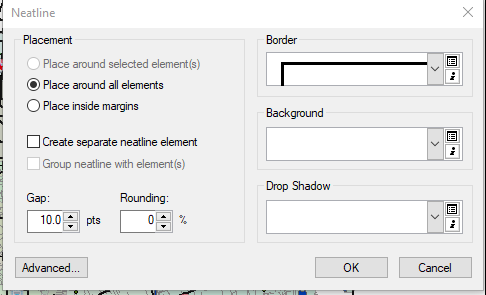 Neatline
Placement
Place around selected element(s)
Place around all elements
Place inside margins
Create separate neatline element
Group neatline with element(s)
Gap:
Rounding:
10.0 pts
0 %
Border
Background
Drop Shadow
Advanced...
OK
Cancel